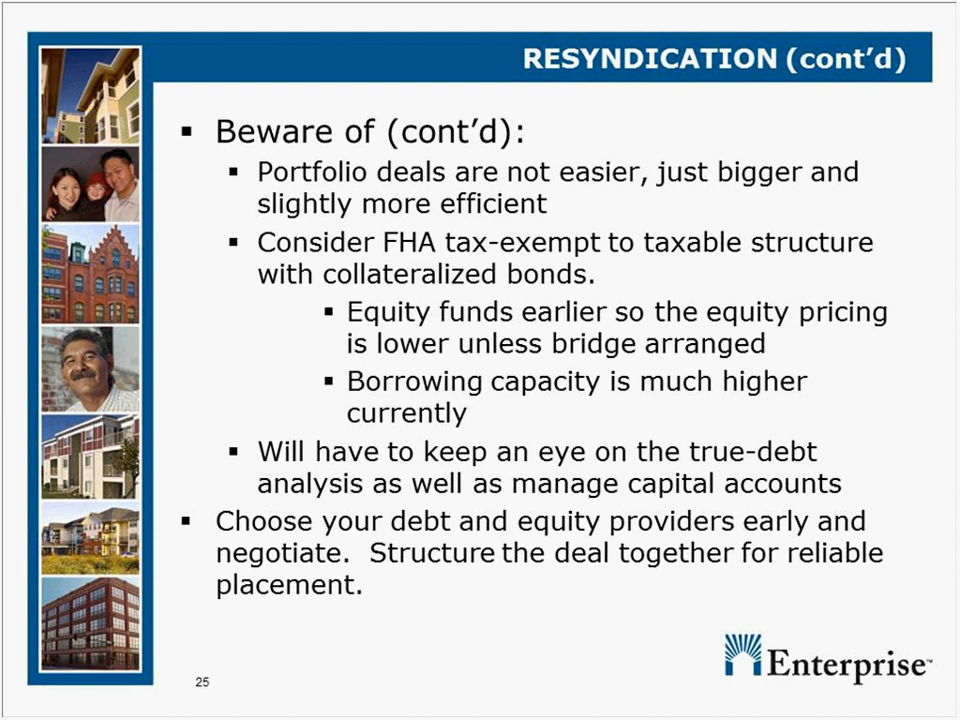 RESYNDICATION (cont’d)
▪ Beware of (cont’d):
▪ Portfolio deals are not easier, just bigger and
slightly more efficient
▪ Consider FHA tax-exempt to taxable structure
with collateralized bonds.
▪ Equity funds earlier so the equity pricing
is lower unless bridge arranged
▪ Borrowing capacity is much higher
currently
▪ Will have to keep an eye on the true-debt
analysis as well as manage capital accounts
▪ Choose your debt and equity providers early and
negotiate.  Structure the deal together for reliable
placement.
Enterprise™
25